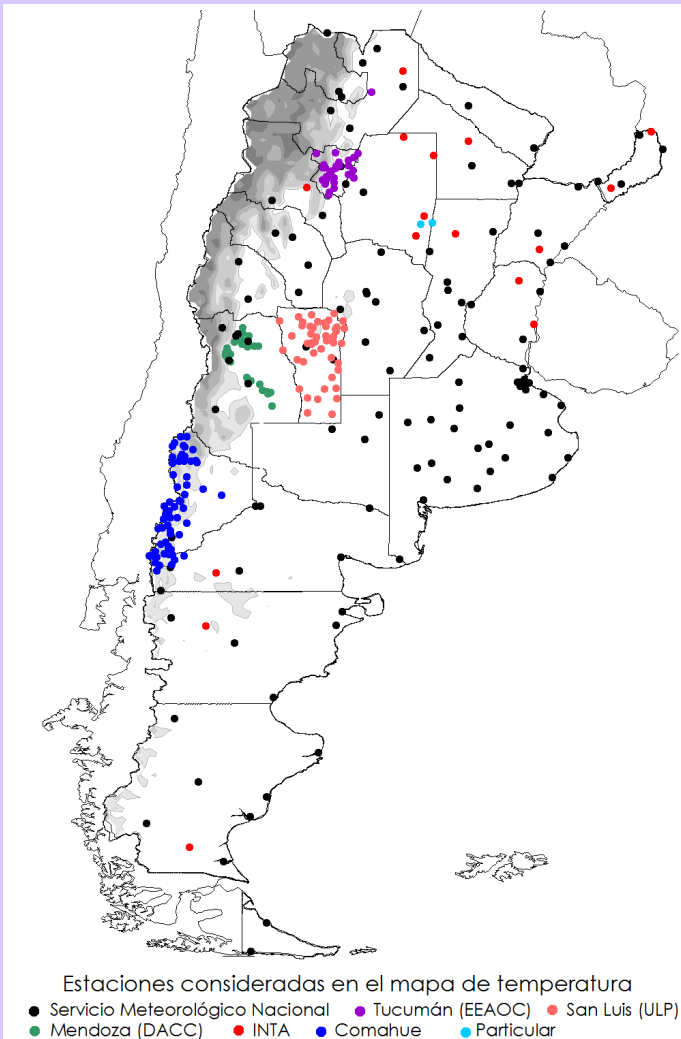 Estaciones consideradas en el mapa de temperatura
Servicio Meteorológico Nacional Tucumán (EEAOC) San Luis (ULP)
Mendoza (DACC) INTA Comahue Particular